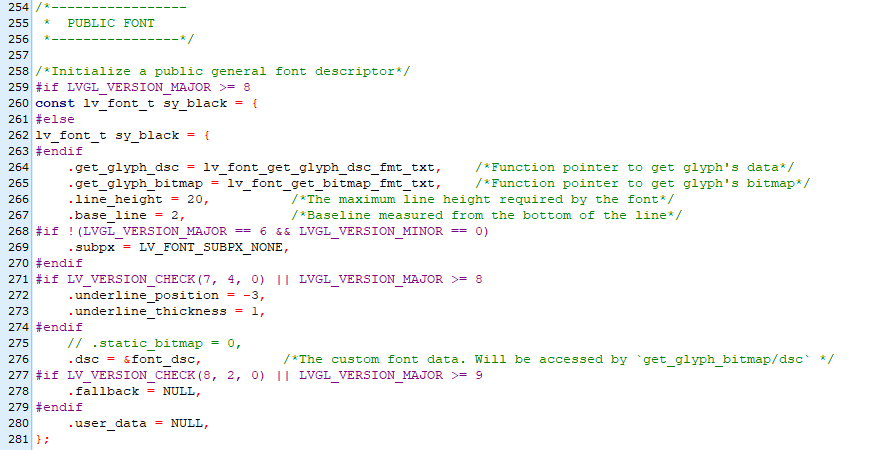 254 /*-----------------
255  *  PUBLIC FONT
256  *----------------*/
257
258 /*Initialize a public general font descriptor*/
259 #if LVGL_VERSION_MAJOR >= 8
260 const lv_font_t sy_black = {
261 #else
262 lv_font_t sy_black = {
263 #endif
264     .get_glyph_dsc = lv_font_get_glyph_dsc_fmt_txt,    /*Function pointer to get glyph's data*/
265     .get_glyph_bitmap = lv_font_get_bitmap_fmt_txt,    /*Function pointer to get glyph's bitmap*/
266     .line_height = 20,          /*The maximum line height required by the font*/
267     .base_line = 2,             /*Baseline measured from the bottom of the line*/
268 #if !(LVGL_VERSION_MAJOR == 6 && LVGL_VERSION_MINOR == 0)
269     .subpx = LV_FONT_SUBPX_NONE,
270 #endif
271 #if LV_VERSION_CHECK(7, 4, 0) || LVGL_VERSION_MAJOR >= 8
272     .underline_position = -3,
273     .underline_thickness = 1,
274 #endif
275     // .static_bitmap = 0,
276     .dsc = &font_dsc,          /*The custom font data. Will be accessed by `get_glyph_bitmap/dsc` */
277 #if LV_VERSION_CHECK(8, 2, 0) || LVGL_VERSION_MAJOR >= 9
278     .fallback = NULL,
279 #endif
280     .user_data = NULL,
281 };